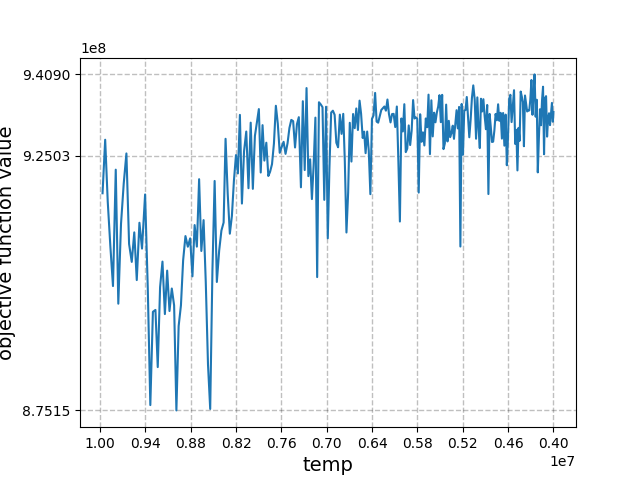 1e8
9.4090
9.2503
8.7515
objective function value
1.00 0.94 0.88 0.82 0.76 0.70 0.64 0.58 0.52 0.46 0.40
1e7
temp